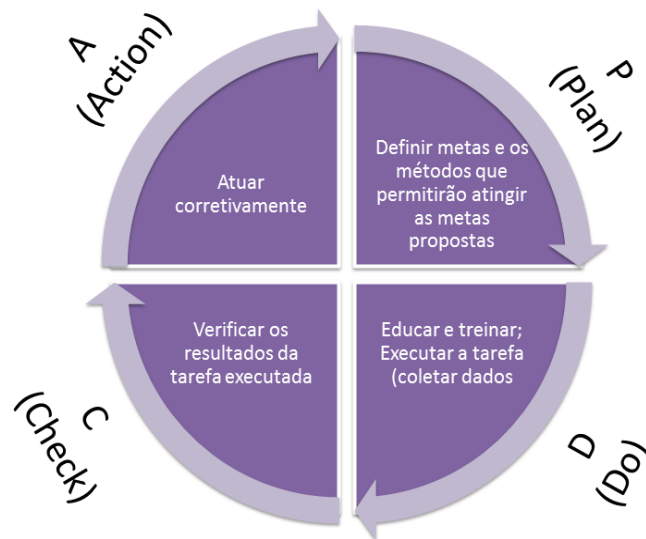 A
(Action)
P
(Plan)
Atuar
corretivamente
Definir metas e os
métodos que
permitirão atingir
as metas
propostas
Verificar os
resultados da
tarefa executada
Educar e treinar;
Executar a tarefa
(coletar dados
C
(Check)
D
(Do)